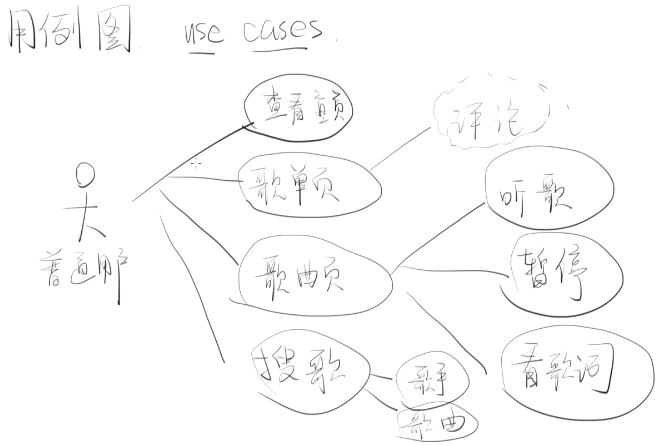 用例图 use cases.
查看首页
评论
歌单页
听歌
普通用户
歌曲页
暂停
搜歌
歌手
看歌词
歌曲